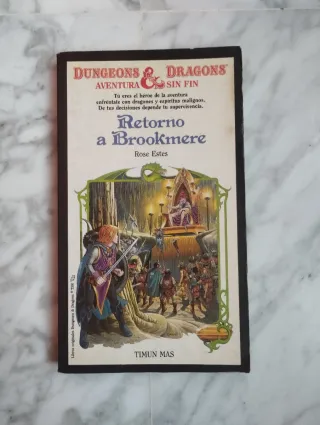 DUNGEONS & DRAGONS
AVENTURA SIN FIN
Tú eres el héroe de la aventura
enfréntate con dragones y espíritus malignos.
De tus decisiones depende tu supervivencia.
Retorno
a Brookmere
Rose Estes
TIMUN MAS